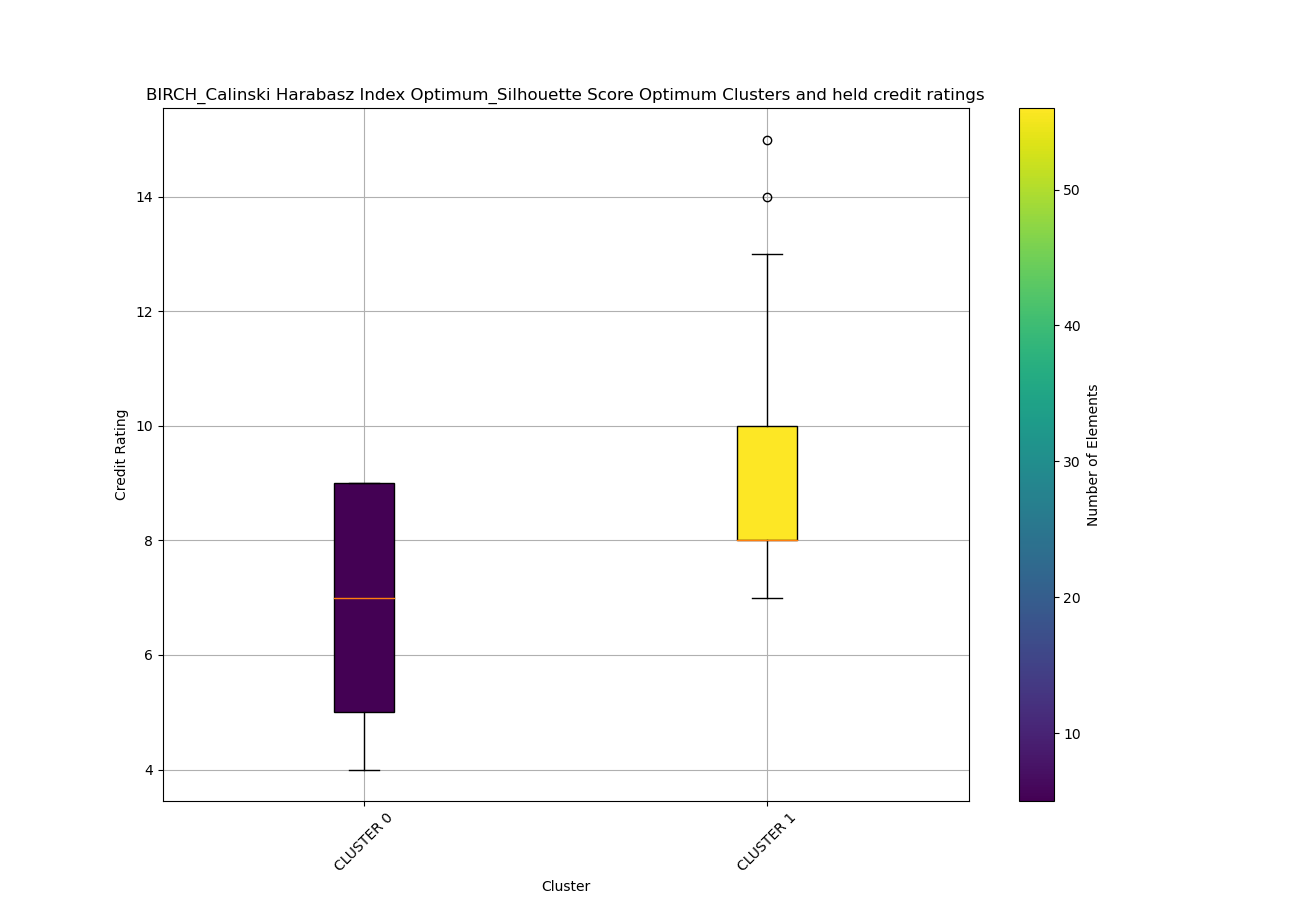 BIRCH_Calinski Harabasz Index Optimum_Silhouette Score Optimum Clusters and held credit ratings
14
12
10
8
6
4
Credit Rating
CLUSTER 0
CLUSTER 1
Cluster
50
40
30
20
10
Number of Elements